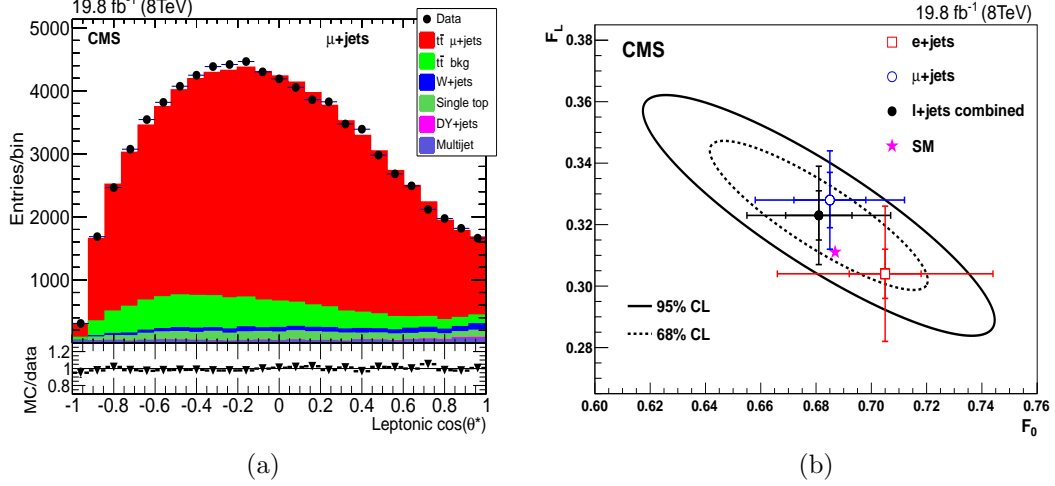 19.8 fb⁻¹ (8TeV)
CMS
μ+jets
Data
tt̄ μ+jets
tt̄ bkg
W+jets
Single top
DY+jets
Multijet
Entries/bin
5000
4000
3000
2000
1000
MC/data
1.2
1
0.8
-1 -0.8 -0.6 -0.4 -0.2 0 0.2 0.4 0.6 0.8 1
Leptonic cos(θ*)
(a)
19.8 fb⁻¹ (8TeV)
F_L
CMS
e+jets
μ+jets
l+jets combined
SM
0.38
0.36
0.34
0.32
0.30
0.28
95% CL
68% CL
0.60 0.62 0.64 0.66 0.68 0.70 0.72 0.74 0.76
F₀
(b)